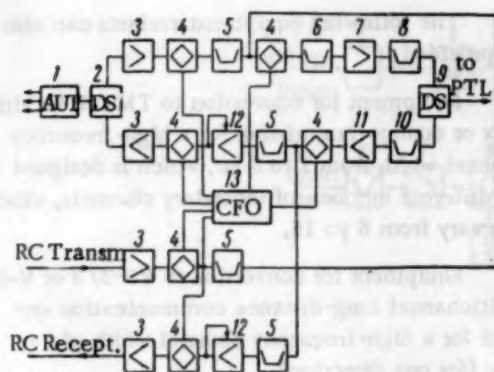 3 4 5 4 6 7 8
1 2 9 to PTL
AUT DS DS
3 4 12 5 4 11 10
13
CFO
RC Transm. 3 4 5
RC Recept. 3 4 12 5